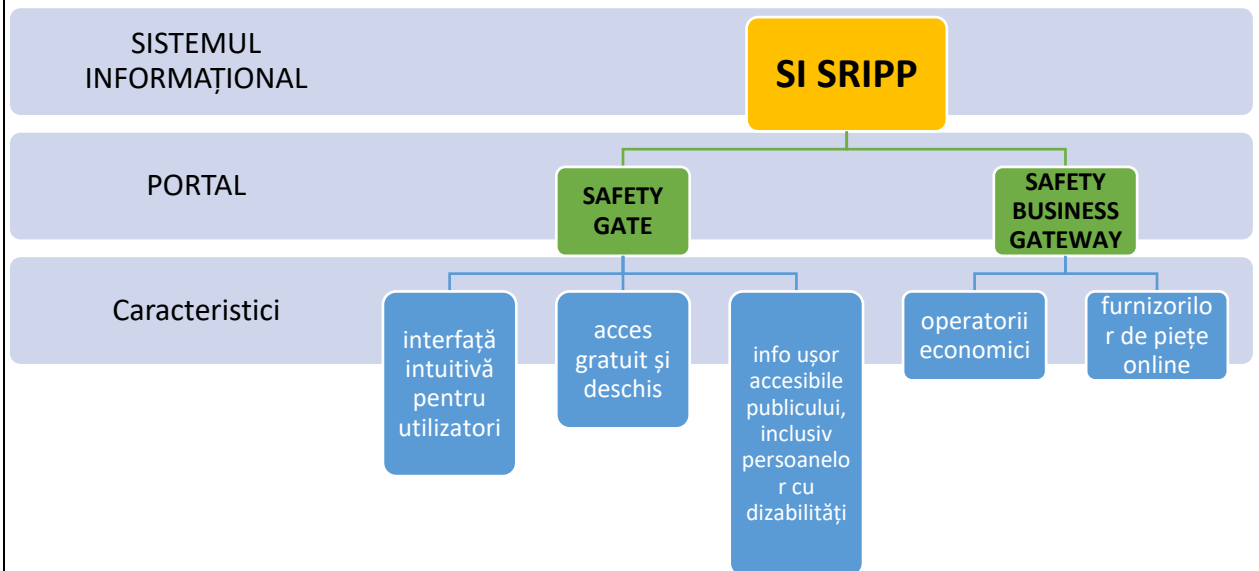 SISTEMUL
INFORMAȚIONAL
SI SRIPP
PORTAL
SAFETY
GATE
SAFETY
BUSINESS
GATEWAY
Caracteristici
interfață
intuitivă
pentru
utilizatori
acces
gratuit și
deschis
info ușor
accesibile
publicului,
inclusiv
persoanelo
r cu
dizabilități
operatorii
economici
furnizorilo
r de piețe
online